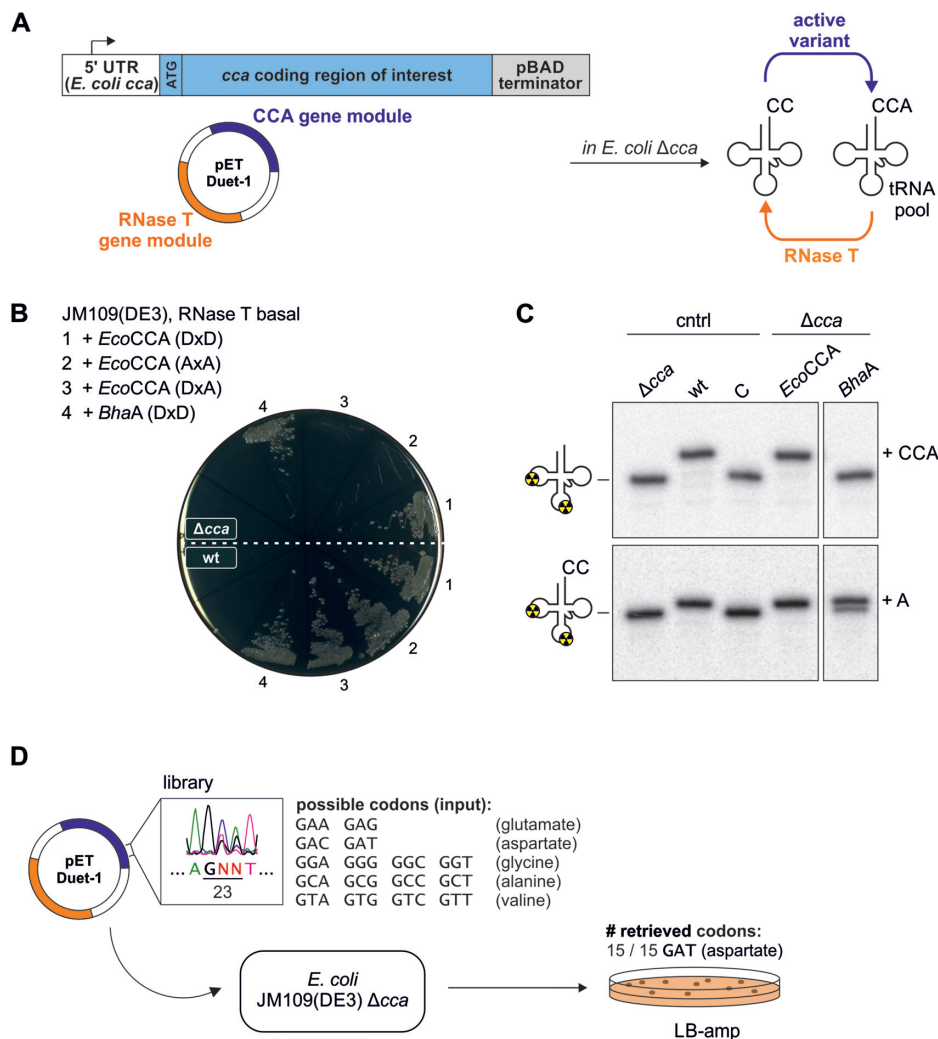 A
5' UTR
(E. coli cca)
ATG
cca coding region of interest
pBAD
terminator
CCA gene module
pET
Duet-1
RNase T
gene module
in E. coli Δcca
active
variant
CC
CCA
tRNA
pool
RNase T
B
JM109(DE3), RNase T basal
1 + EcoCCA (DxD)
2 + EcoCCA (AxA)
3 + EcoCCA (DxA)
4 + BhaA (DxD)
4
3
2
1
Δcca
wt
1
2
3
4
C
cntrl
Δcca
Δcca
wt
C
EcoCCA
BhaA
+ CCA
CC
+ A
D
library
pET
Duet-1
... A GNN T ...
23
possible codons (input):
GAA GAG (glutamate)
GAC GAT (aspartate)
GGA GGG GGC GGT (glycine)
GCA GCG GCC GCT (alanine)
GTA GTG GTC GTT (valine)
E. coli
JM109(DE3) Δcca
# retrieved codons:
15 / 15 GAT (aspartate)
LB-amp